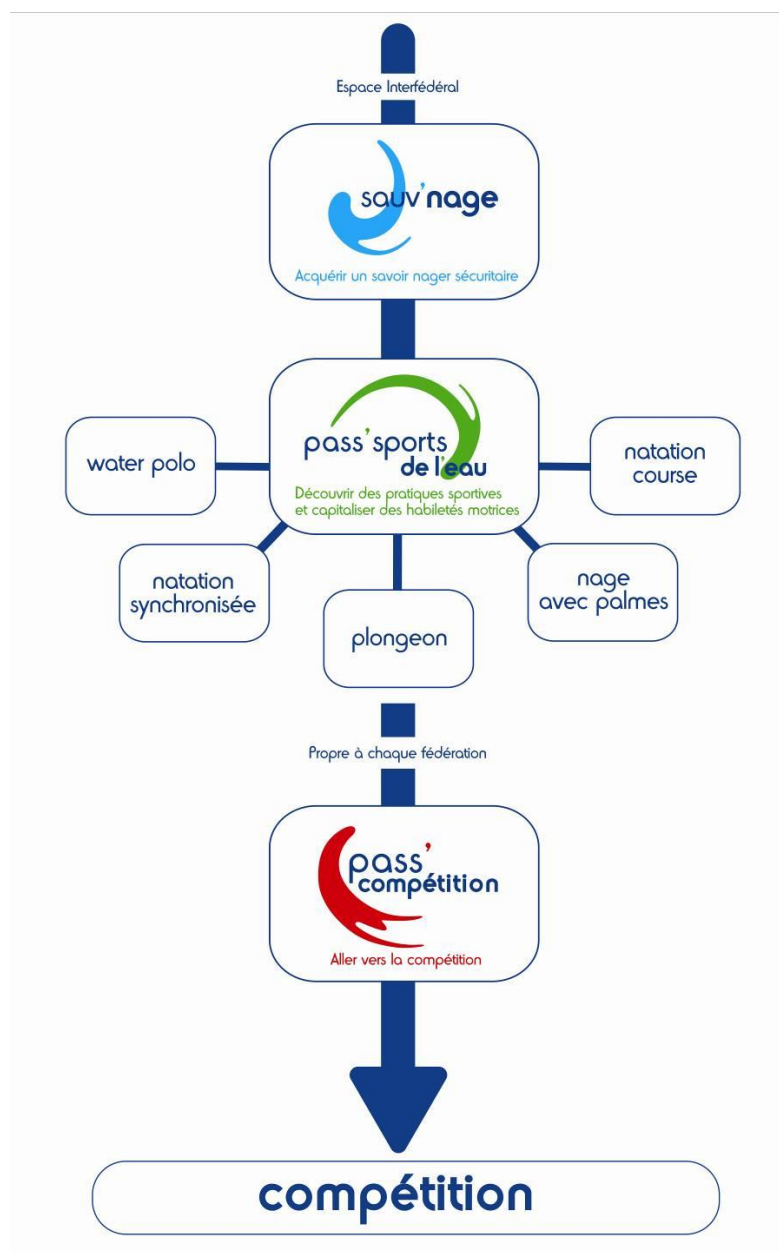 Espace Interfédéral
sauv'nage
Acquérir un savoir nager sécuritaire
pass'sports
de l'eau
Découvrir des pratiques sportives
et capitaliser des habiletés motrices
water polo
natation
course
natation
synchronisée
nage
avec palmes
plongeon
Propre à chaque fédération
pass'
compétition
Aller vers la compétition
compétition